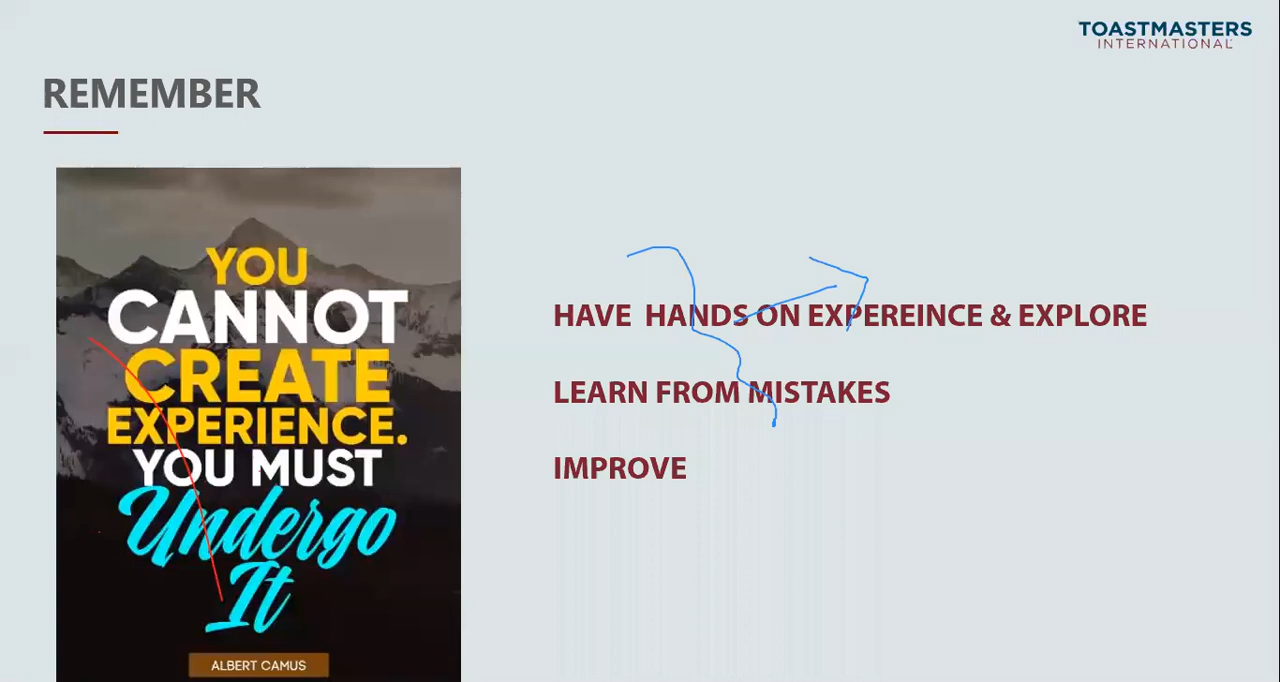 TOASTMASTERS
INTERNATIONAL
REMEMBER
YOU
CANNOT
CREATE
EXPERIENCE.
YOU MUST
Undergo
It
ALBERT CAMUS
HAVE HANDS ON EXPEREINCE & EXPLORE
LEARN FROM MISTAKES
IMPROVE